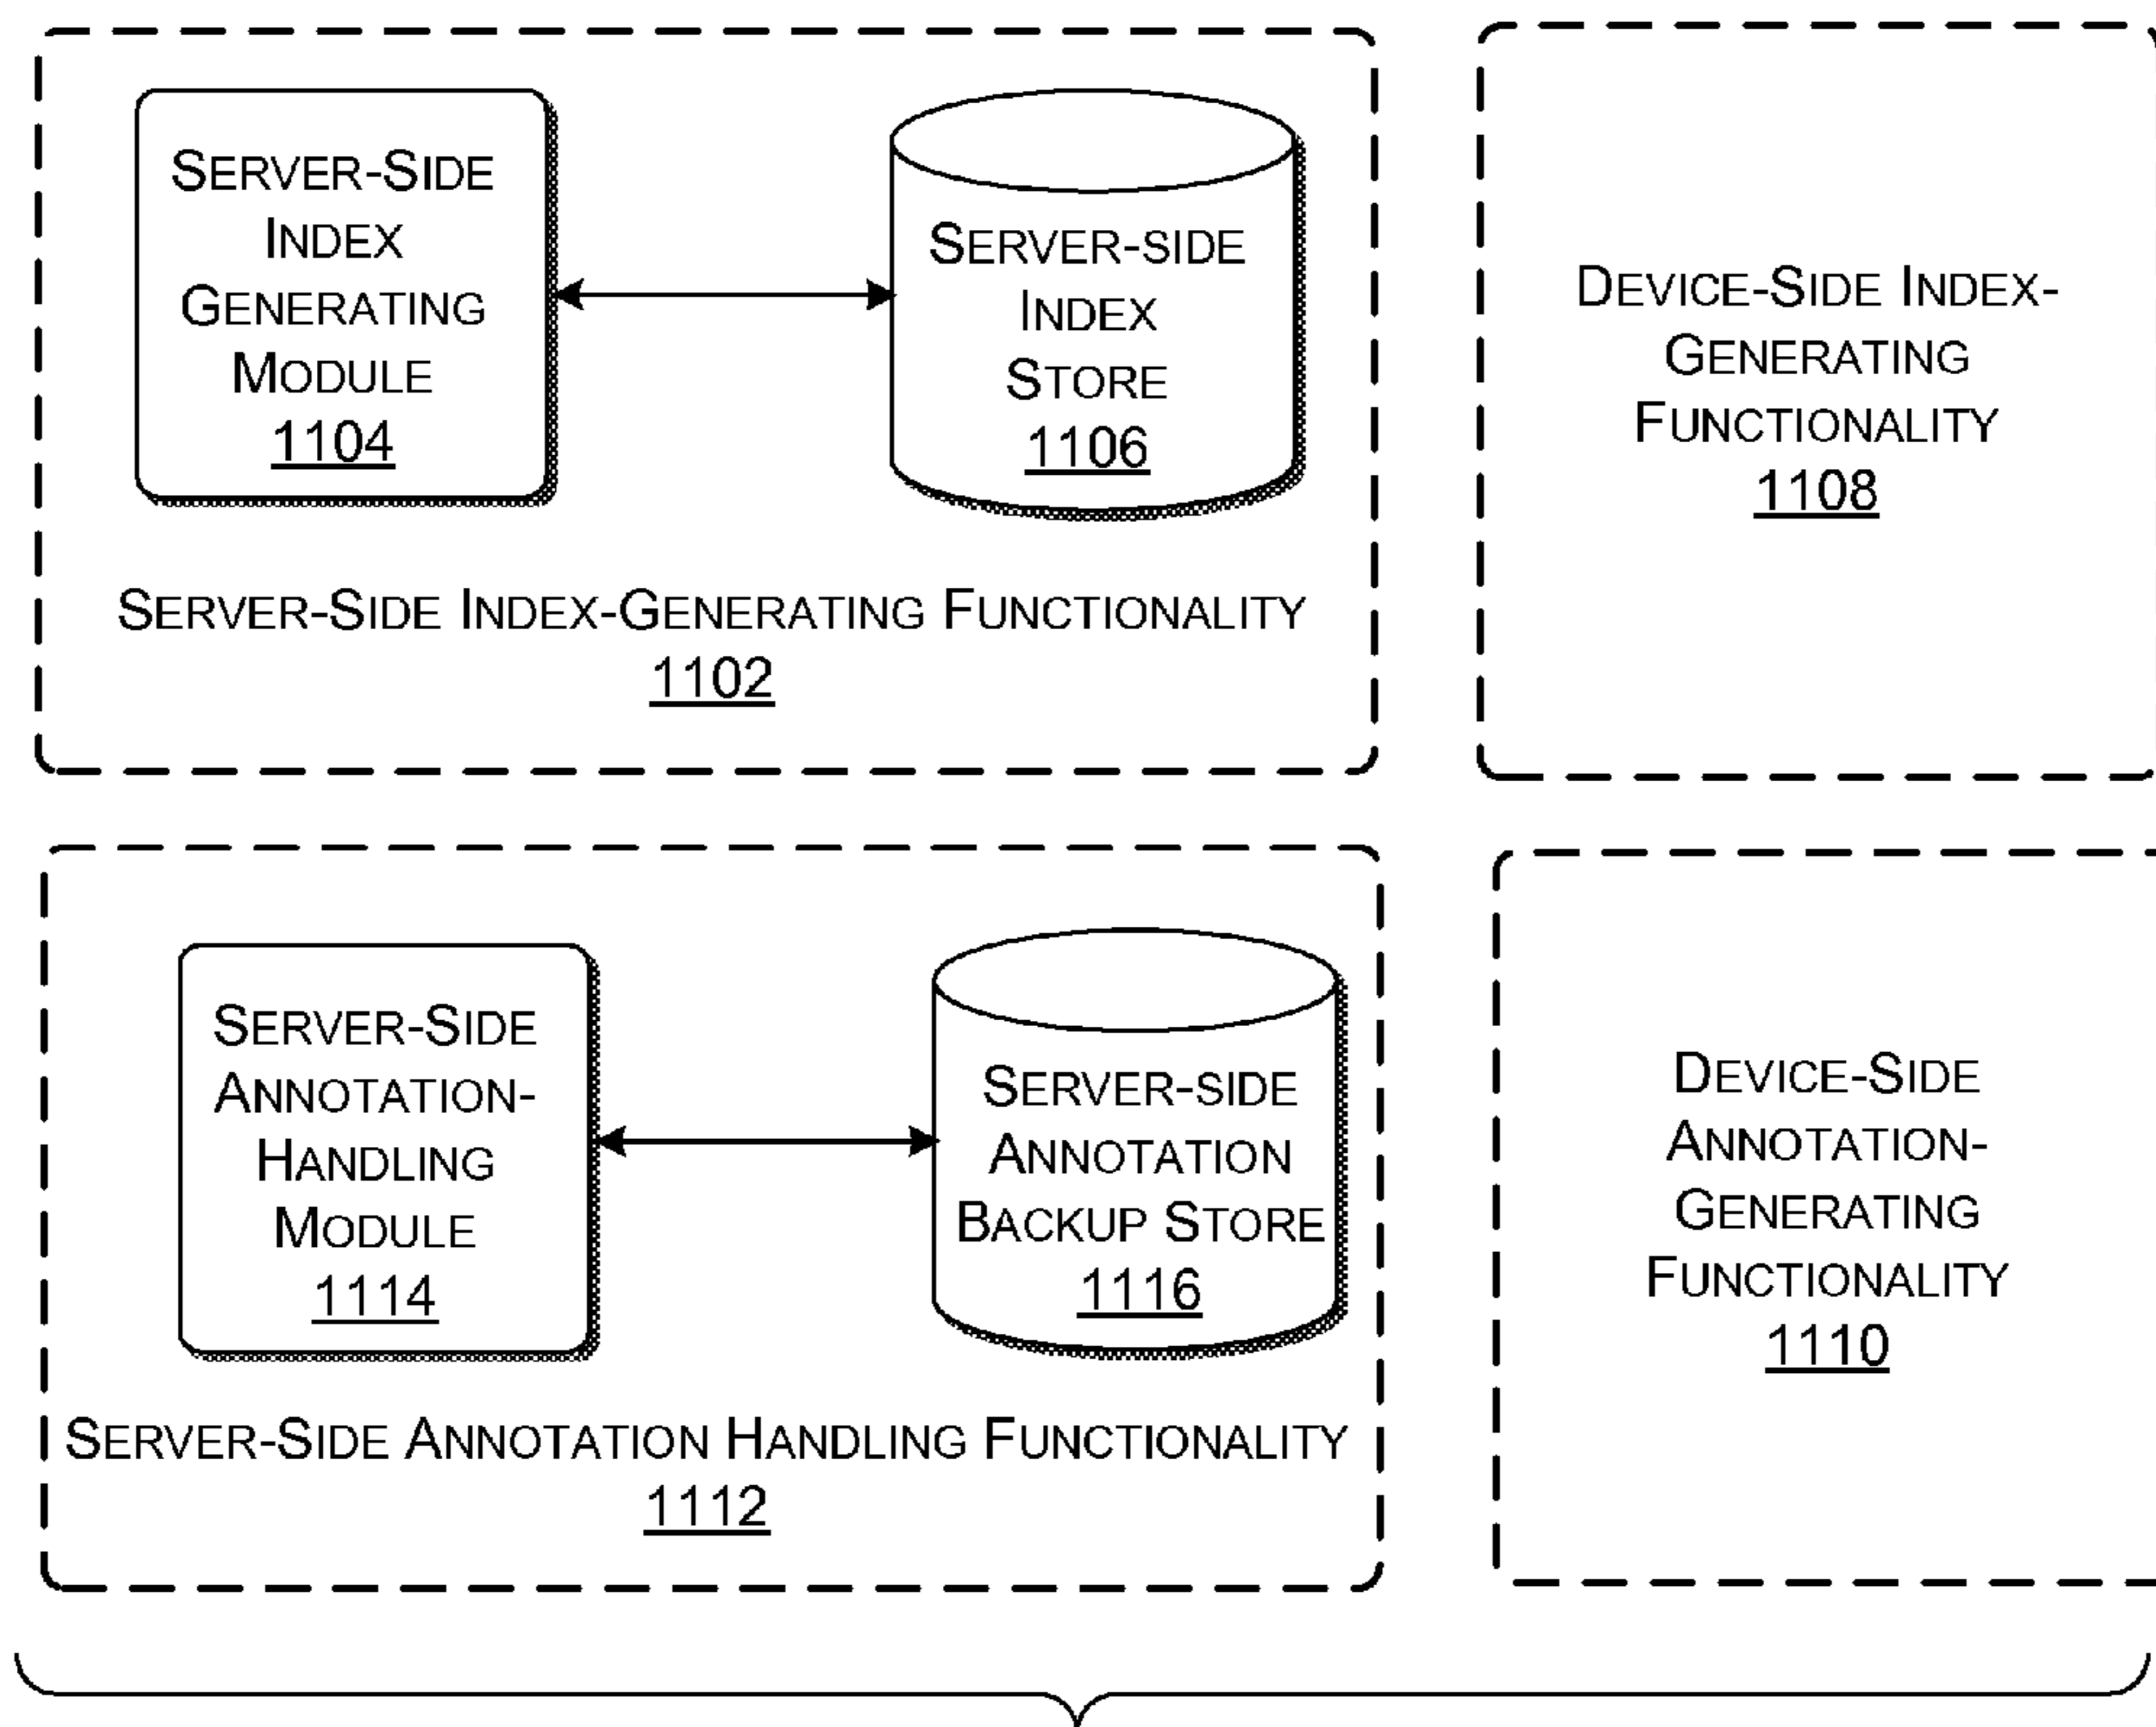 SERVER-SIDE
INDEX
GENERATING
MODULE
1104
SERVER-SIDE
INDEX
STORE
1106
SERVER-SIDE INDEX-GENERATING FUNCTIONALITY
1102
DEVICE-SIDE INDEX-
GENERATING
FUNCTIONALITY
1108
SERVER-SIDE
ANNOTATION-
HANDLING
MODULE
1114
SERVER-SIDE
ANNOTATION
BACKUP STORE
1116
SERVER-SIDE ANNOTATION HANDLING FUNCTIONALITY
1112
DEVICE-SIDE
ANNOTATION-
GENERATING
FUNCTIONALITY
1110